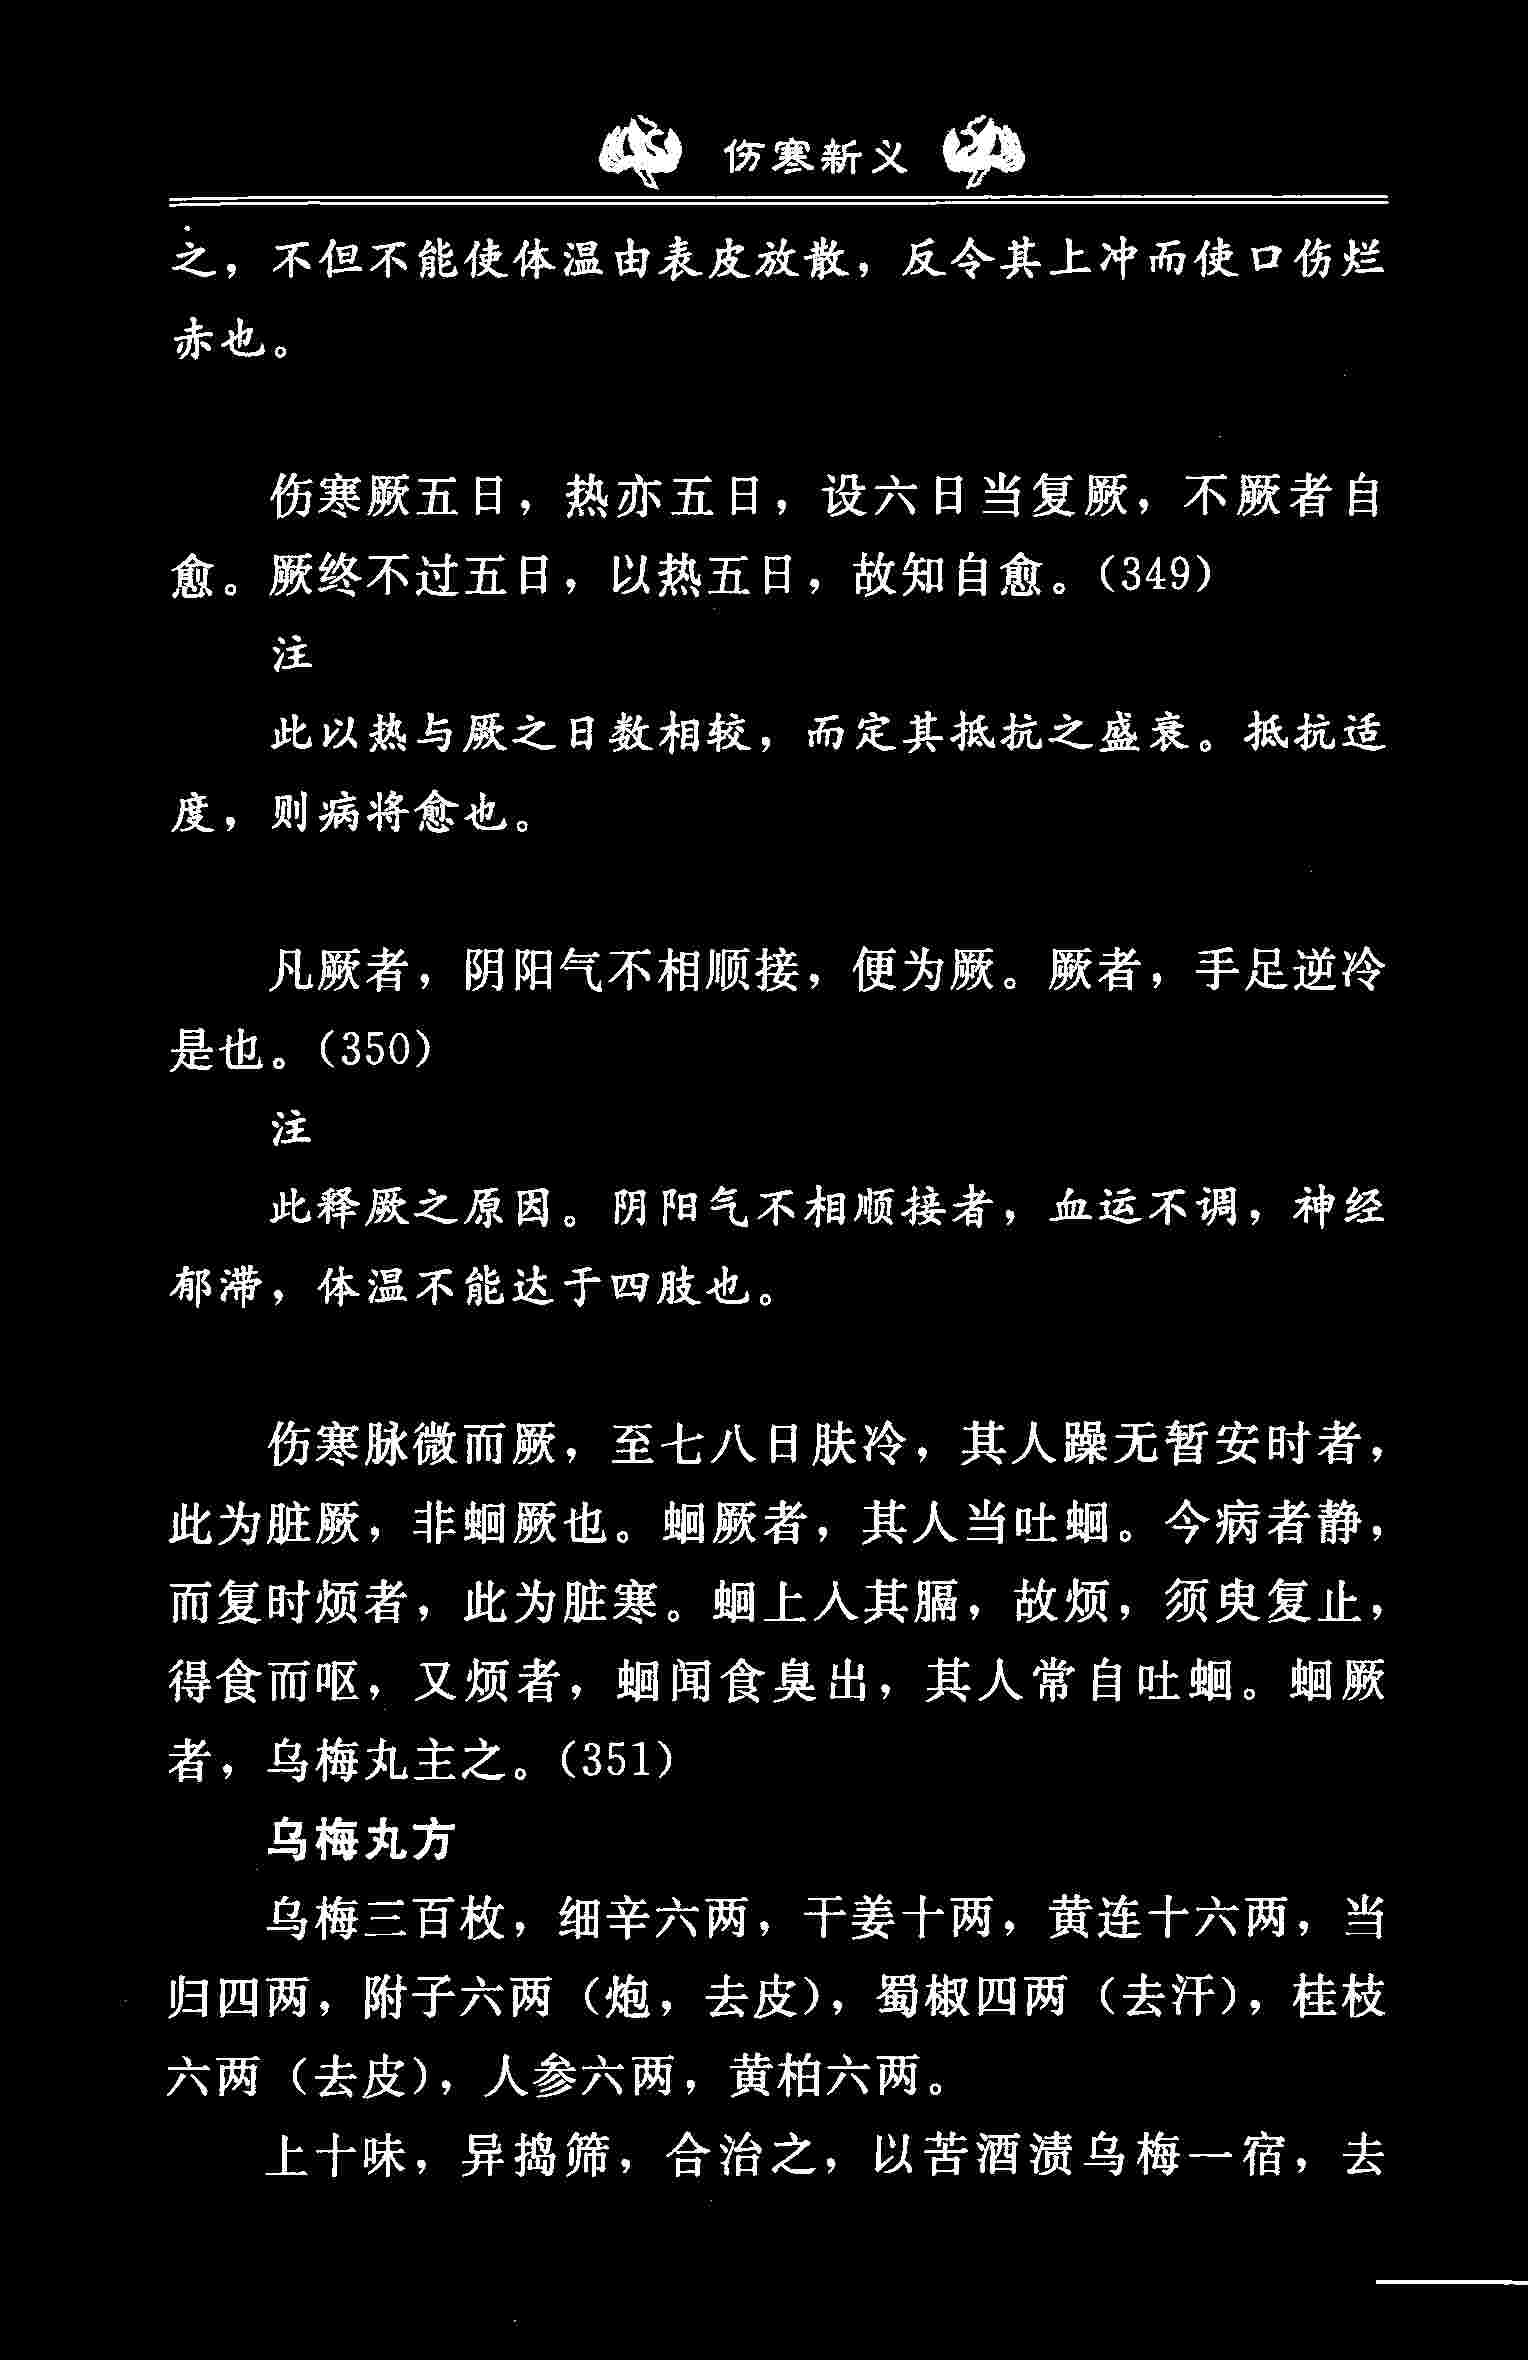 伤寒新义
之，不但不能使体温由表皮放散，反令其上冲而使口伤烂
赤也。
伤寒厥五日，热亦五日，设六日当复厥，不厥者自
愈。厥终不过五日，以热五日，故知自愈。(349)
注
此以热与厥之日数相较，而定其抵抗之盛衰。抵抗适
度，则病将愈也。
凡厥者，阴阳气不相顺接，便为厥。厥者，手足逆冷
是也。(350)
注
此释厥之原因。阴阳气不相顺接者，血运不调，神经
郁滞，体温不能达于四肢也。
伤寒脉微而厥，至七八日肤冷，其人躁无暂安时者，
此为脏厥，非蛔厥也。蛔厥者，其人当吐蛔。今病者静，
而复时烦者，此为脏寒。蛔上入其膈，故烦，须臾复止，
得食而呕，又烦者，蛔闻食臭出，其人常自吐蛔。蛔厥
者，乌梅丸主之。(351)
乌梅丸方
乌梅三百枚，细辛六两，干姜十两，黄连十六两，当
归四两，附子六两（炮，去皮），蜀椒四两（去汗），桂枝
六两（去皮），人参六两，黄柏六两。
上十味，异捣筛，合治之，以苦酒渍乌梅一宿，去